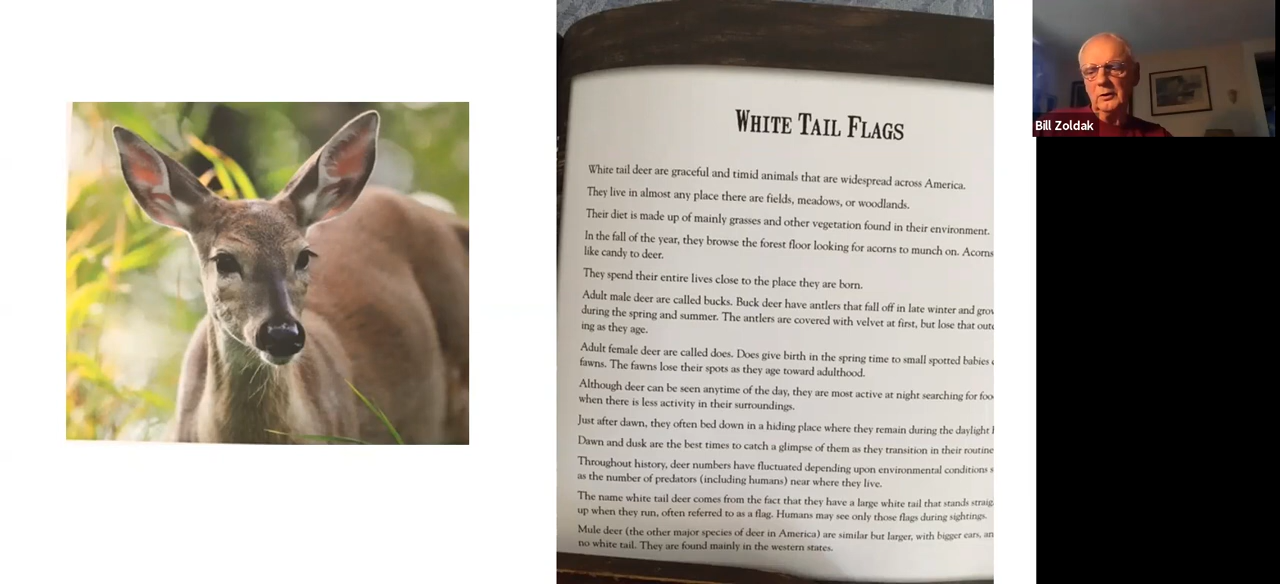 WHITE TAIL FLAGS
White tail deer are graceful and timid animals that are widespread across America.
They live in almost any place there are fields, meadows, or woodlands.
Their diet is made up of mainly grasses and other vegetation found in their environment.
In the fall of the year, they browse the forest floor looking for acorns to munch on. Acorns
like candy to deer.
They spend their entire lives close to the place they are born.
Adult male deer are called bucks. Buck deer have antlers that fall off in late winter and
during the spring and summer. The antlers are covered with velvet at first, but lose that
ing as they age.
Adult female deer are called does. Does give birth in the spring time to small spotted babies
fawns. The fawns lose their spots as they age toward adulthood.
Although deer can be seen anytime of the day, they are most active at night searching for
when there is less activity in their surroundings.
Just after dawn, they often bed down in a hiding place where they remain during the daylight
Dawn and dusk are the best times to catch a glimpse of them as they transition in their routine
Throughout history, deer numbers have fluctuated depending upon environmental conditions
as the number of predators (including humans) near where they live.
The name white tail deer comes from the fact that they have a large white tail that stands
up when they run, often referred to as a flag. Humans may see only those flags during sightings.
Mule deer (the other major species of deer in America) are similar but larger, with bigger ears,
no white tail. They are found mainly in the western states.
Bill Zoldak